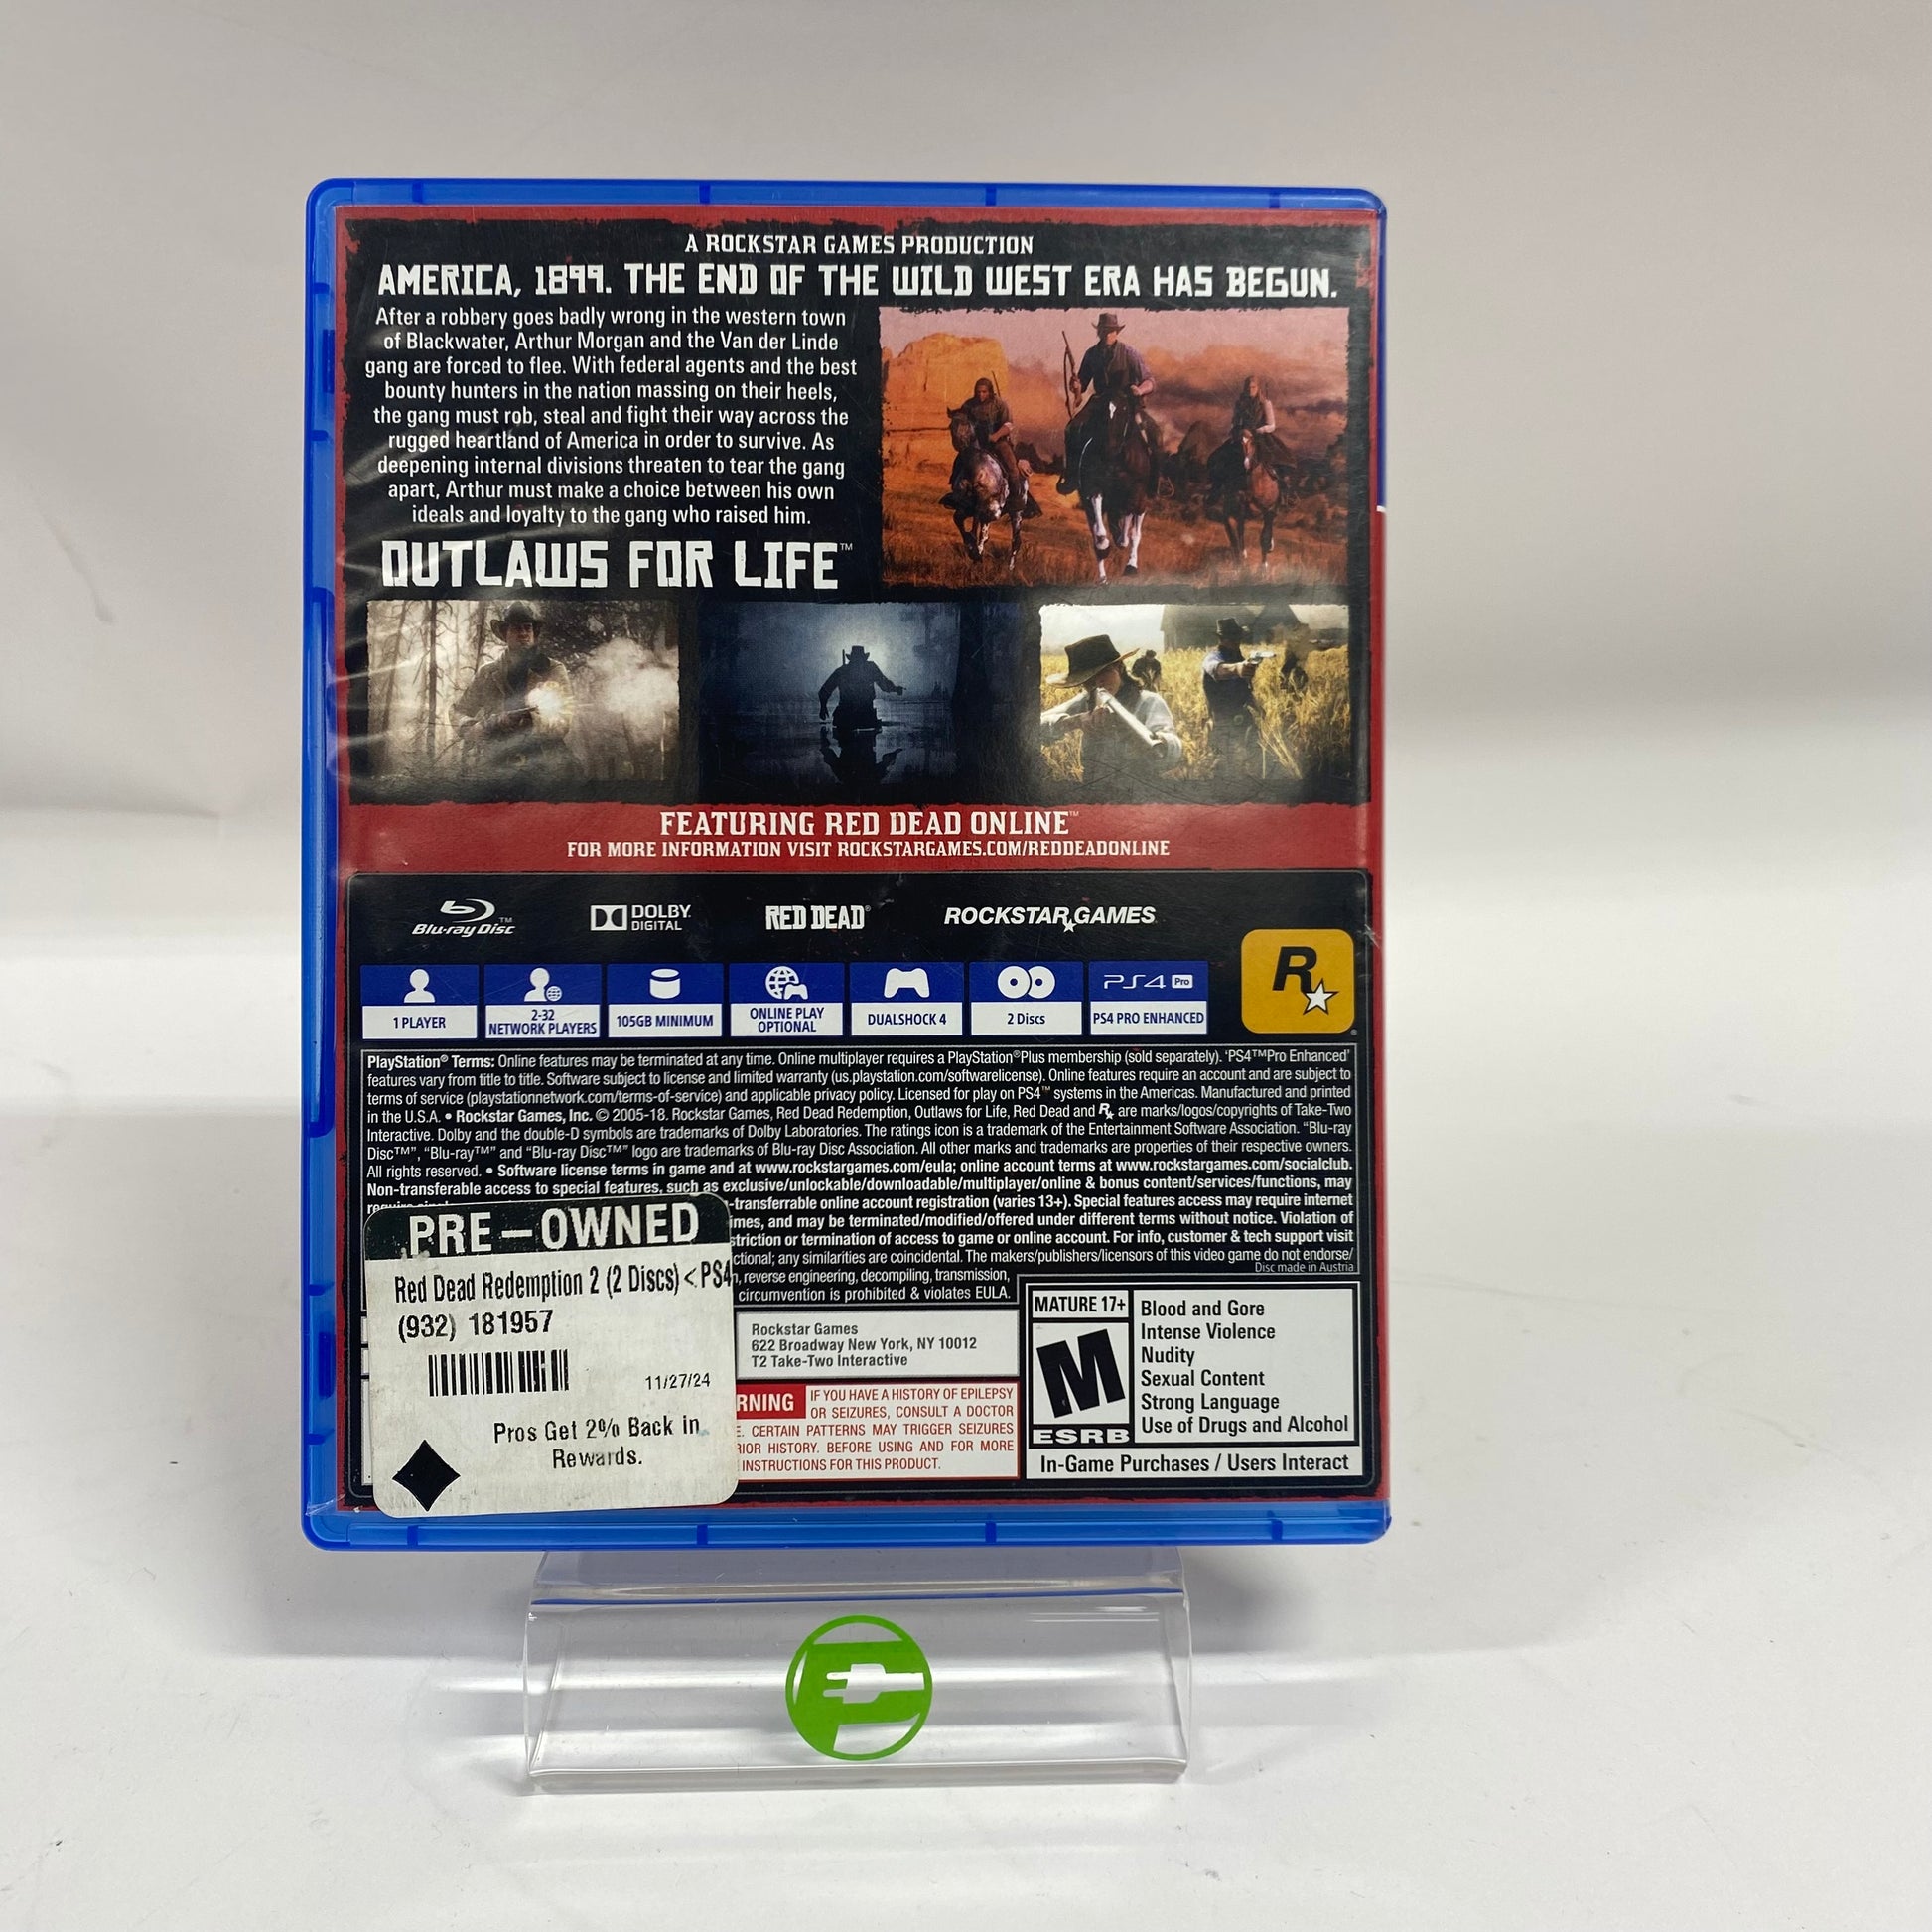 A ROCKSTAR GAMES PRODUCTION
AMERICA, 1899. THE END OF THE WILD WEST ERA HAS BEGUN.
After a robbery goes badly wrong in the western town
of Blackwater, Arthur Morgan and the Van der Linde
gang are forced to flee. With federal agents and the best
bounty hunters in the nation massing on their heels,
the gang must rob, steal and fight their way across the
rugged heartland of America in order to survive. As
deepening internal divisions threaten to tear the gang
apart, Arthur must make a choice between his own
ideals and loyalty to the gang who raised him.
OUTLAWS FOR LIFE™
FEATURING RED DEAD ONLINE™
FOR MORE INFORMATION VISIT ROCKSTARGAMES.COM/REDDEADONLINE
Blu-ray Disc™
DOLBY DIGITAL
RED DEAD®
ROCKSTAR GAMES
R
1 PLAYER
2-32 NETWORK PLAYERS
105GB MINIMUM
ONLINE PLAY OPTIONAL
DUALSHOCK 4
2 Discs
PS4 Pro
PS4 PRO ENHANCED
PlayStation® Terms: Online features may be terminated at any time. Online multiplayer requires a PlayStation®Plus membership (sold separately). 'PS4™Pro Enhanced'
features vary from title to title. Software subject to license and limited warranty (us.playstation.com/softwarelicense). Online features require an account and are subject to
terms of service (playstationnetwork.com/terms-of-service) and applicable privacy policy. Licensed for play on PS4™ systems in the Americas. Manufactured and printed
in the U.S.A. • Rockstar Games, Inc. © 2005-18. Rockstar Games, Red Dead Redemption, Outlaws for Life, Red Dead and R are marks/logos/copyrights of Take-Two
Interactive. Dolby and the double-D symbols are trademarks of Dolby Laboratories. The ratings icon is a trademark of the Entertainment Software Association. "Blu-ray
Disc™", "Blu-ray™" and "Blu-ray Disc™" logo are trademarks of Blu-ray Disc Association. All other marks and trademarks are properties of their respective owners.
All rights reserved. • Software license terms in game and at www.rockstargames.com/eula; online account terms at www.rockstargames.com/socialclub.
Non-transferable access to special features, such as exclusive/unlockable/downloadable/multiplayer/online & bonus content/services/functions, may
-transferrable online account registration (varies 13+). Special features access may require internet
imes, and may be terminated/modified/offered under different terms without notice. Violation of
striction or termination of access to game or online account. For info, customer & tech support visit
ctional; any similarities are coincidental. The makers/publishers/licensors of this video game do not endorse/
Disc made in Austria
, reverse engineering, decompiling, transmission,
circumvention is prohibited & violates EULA.
PRE-OWNED
Red Dead Redemption 2 (2 Discs) < PS4
(932) 181957
11/27/24
Pros Get 2% Back in
Rewards.
Rockstar Games
622 Broadway New York, NY 10012
T2 Take-Two Interactive
RNING
IF YOU HAVE A HISTORY OF EPILEPSY
OR SEIZURES, CONSULT A DOCTOR
E. CERTAIN PATTERNS MAY TRIGGER SEIZURES
RIOR HISTORY. BEFORE USING AND FOR MORE
INSTRUCTIONS FOR THIS PRODUCT.
MATURE 17+
M
ESRB
Blood and Gore
Intense Violence
Nudity
Sexual Content
Strong Language
Use of Drugs and Alcohol
In-Game Purchases / Users Interact